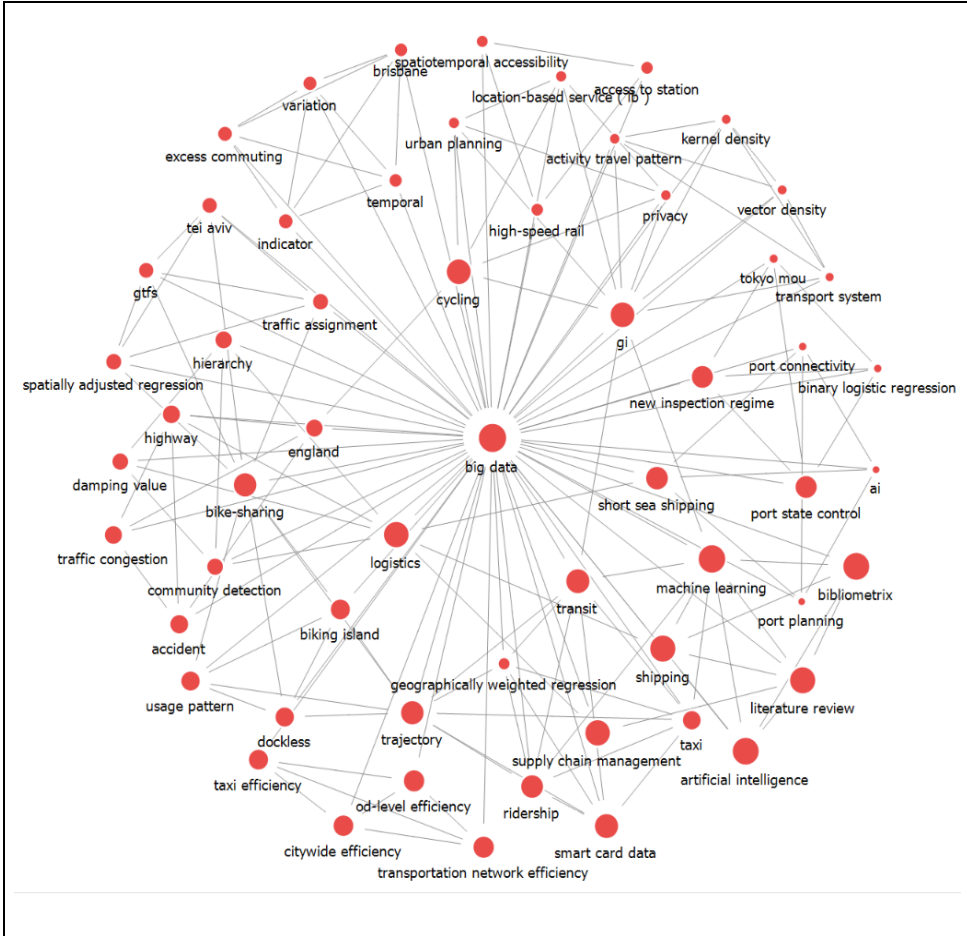 spatiotemporal accessibility
brisbane
access to station
location-based service ( lb )
variation
kernel density
urban planning
activity travel pattern
excess commuting
temporal
privacy
vector density
high-speed rail
tei aviv
indicator
tokyo mou
cycling
transport system
gtfs
traffic assignment
gi
hierarchy
port connectivity
spatially adjusted regression
binary logistic regression
new inspection regime
highway
england
big data
damping value
ai
short sea shipping
bike-sharing
port state control
traffic congestion
logistics
machine learning
community detection
bibliometrix
transit
port planning
biking island
accident
shipping
geographically weighted regression
usage pattern
literature review
dockless
trajectory
taxi
supply chain management
artificial intelligence
taxi efficiency
od-level efficiency
ridership
citywide efficiency
smart card data
transportation network efficiency